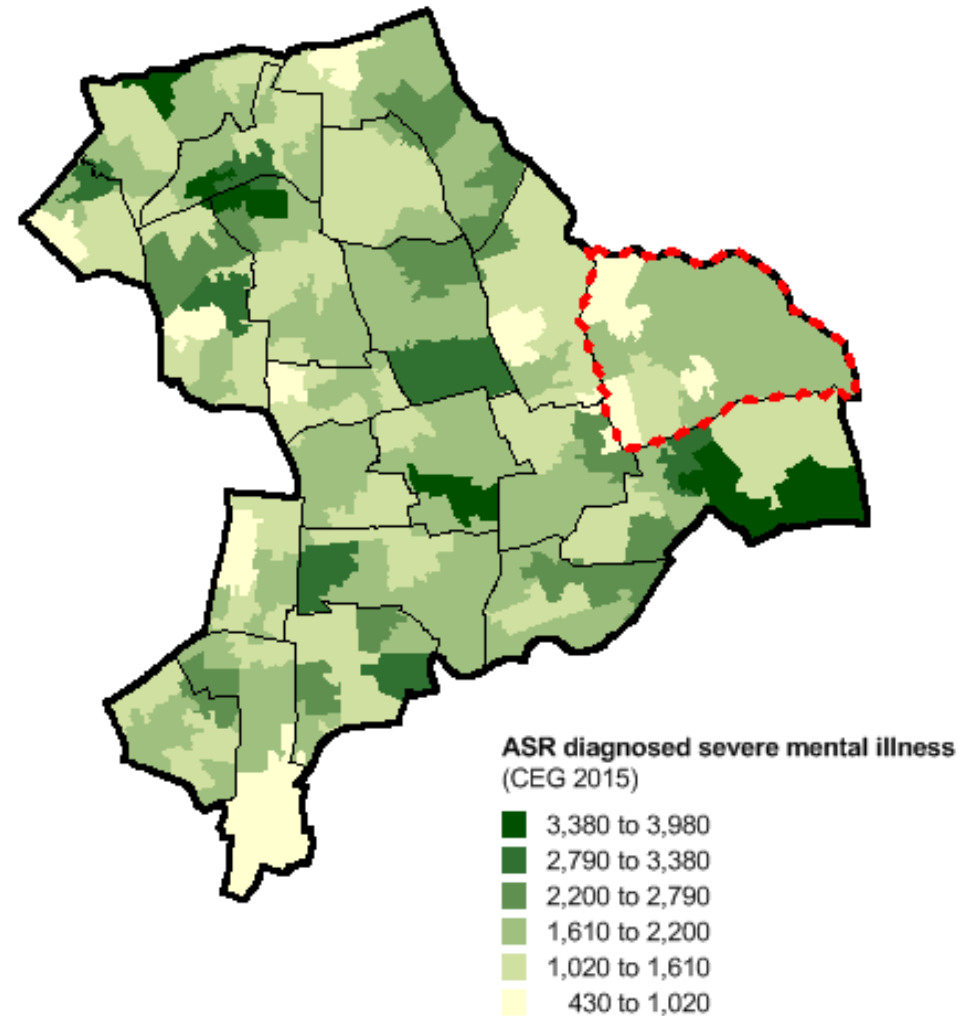 ASR diagnosed severe mental illness
(CEG 2015)
3,380 to 3,980
2,790 to 3,380
2,200 to 2,790
1,610 to 2,200
1,020 to 1,610
430 to 1,020